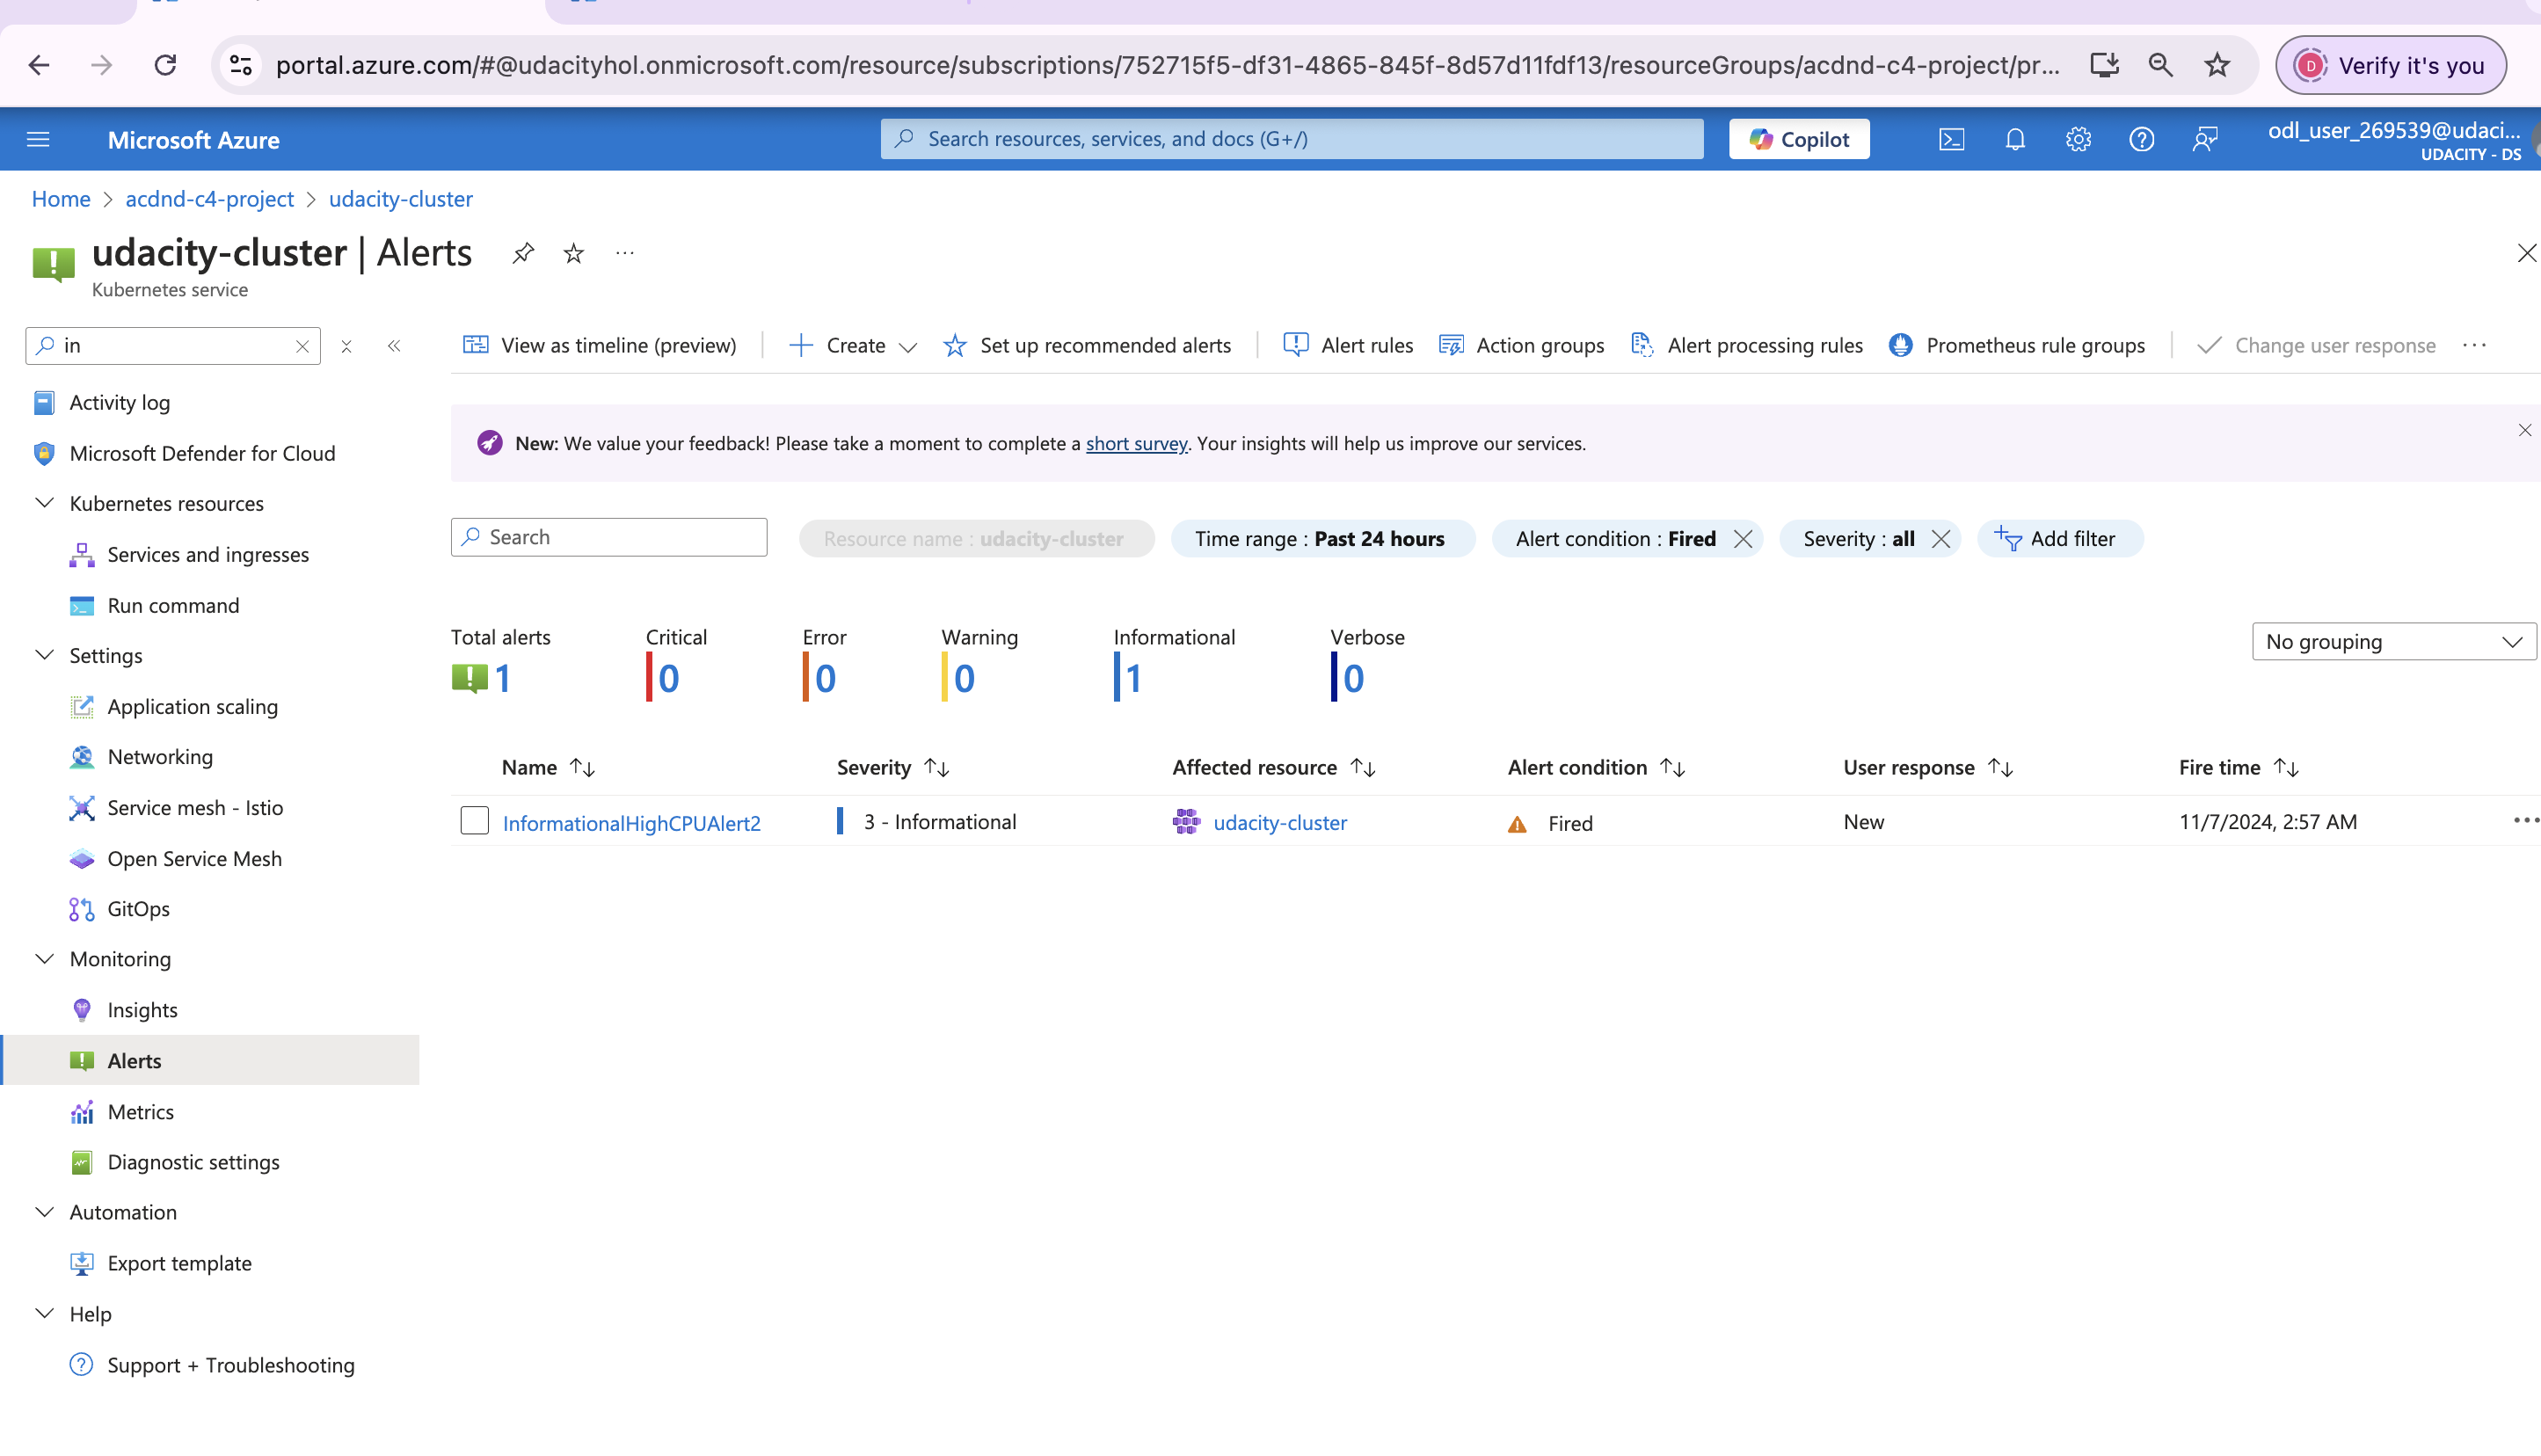 portal.azure.com/#@udacityhol.onmicrosoft.com/resource/subscriptions/752715f5-df31-4865-845f-8d57d11fdf13/resourceGroups/acdnd-c4-project/pr...
D Verify it's you
Microsoft Azure
Search resources, services, and docs (G+/)
Copilot
odl_user_269539@udaci...
UDACITY - DS
Home > acdnd-c4-project > udacity-cluster
udacity-cluster | Alerts
Kubernetes service
in
View as timeline (preview)
Create
Set up recommended alerts
Alert rules
Action groups
Alert processing rules
Prometheus rule groups
Change user response
Activity log
Microsoft Defender for Cloud
Kubernetes resources
Services and ingresses
Run command
Settings
Application scaling
Networking
Service mesh - Istio
Open Service Mesh
GitOps
Monitoring
Insights
Alerts
Metrics
Diagnostic settings
Automation
Export template
Help
Support + Troubleshooting
New: We value your feedback! Please take a moment to complete a short survey. Your insights will help us improve our services.
Search
Resource name : udacity-cluster
Time range : Past 24 hours
Alert condition : Fired
Severity : all
Add filter
Total alerts Critical Error Warning Informational Verbose
1 0 0 0 1 0
No grouping
Name Severity Affected resource Alert condition User response Fire time
InformationalHighCPUAlert2 3 - Informational udacity-cluster Fired New 11/7/2024, 2:57 AM